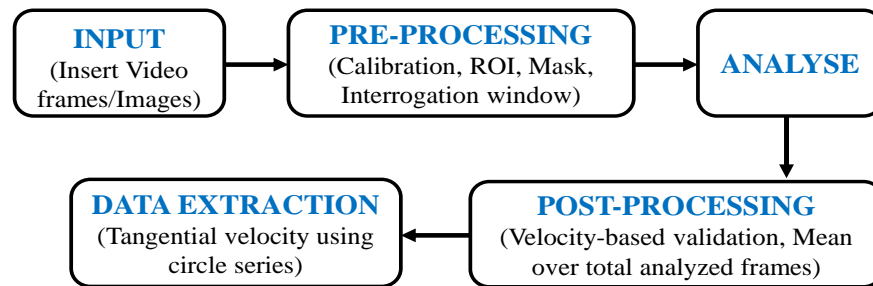 INPUT
(Insert Video
frames/Images)
PRE-PROCESSING
(Calibration, ROI, Mask,
Interrogation window)
ANALYSE
POST-PROCESSING
(Velocity-based validation, Mean
over total analyzed frames)
DATA EXTRACTION
(Tangential velocity using
circle series)